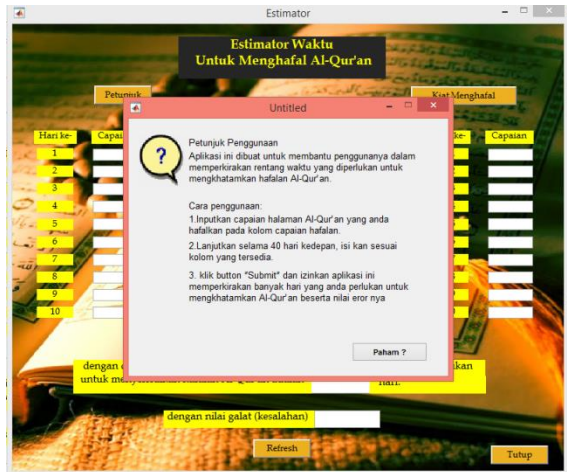 Estimator
Estimator Waktu
Untuk Menghafal Al-Qur'an
Petunjuk
Kiat Menghafal
Untitled
Hari ke-
Capai
ke-
Capaian
1
2
3
4
5
6
7
8
9
10
?
Petunjuk Penggunaan
Aplikasi ini dibuat untuk membantu penggunanya dalam
memperkirakan rentang waktu yang diperlukan untuk
mengkhatamkan hafalan Al-Qur'an.
Cara penggunaan:
1.Inputkan capaian halaman Al-Qur'an yang anda
hafalkan pada kolom capaian hafalan.
2.Lanjutkan selama 40 hari kedepan, isi kan sesuai
kolom yang tersedia.
3. klik button "Submit" dan izinkan aplikasi ini
memperkirakan banyak hari yang anda perlukan untuk
mengkhatamkan Al-Qur'an beserta nilai eror nya
Paham ?
dengan
kan
untuk
hari.
dengan nilai galat (kesalahan)
Refresh
Tutup